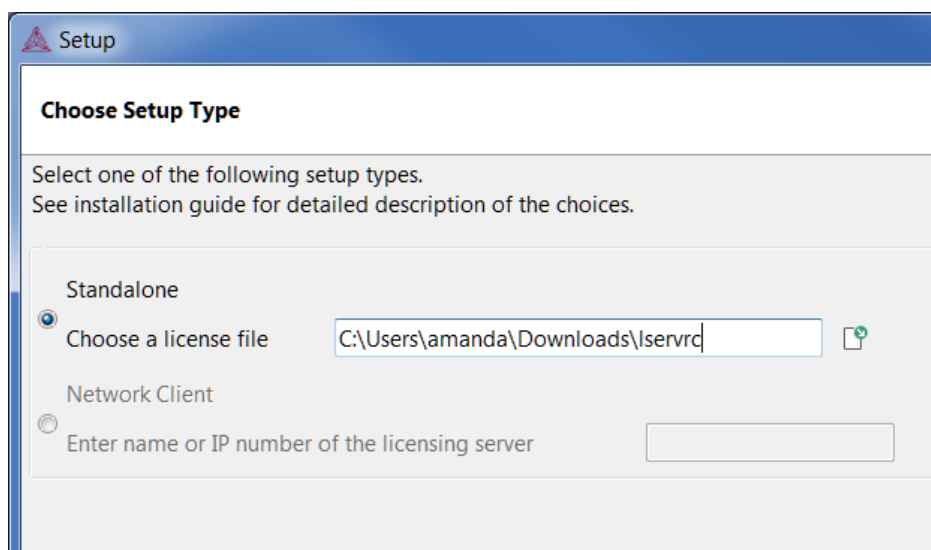 Setup
Choose Setup Type
Select one of the following setup types.
See installation guide for detailed description of the choices.
Standalone
Choose a license file C:\Users\amanda\Downloads\lservrc
Network Client
Enter name or IP number of the licensing server